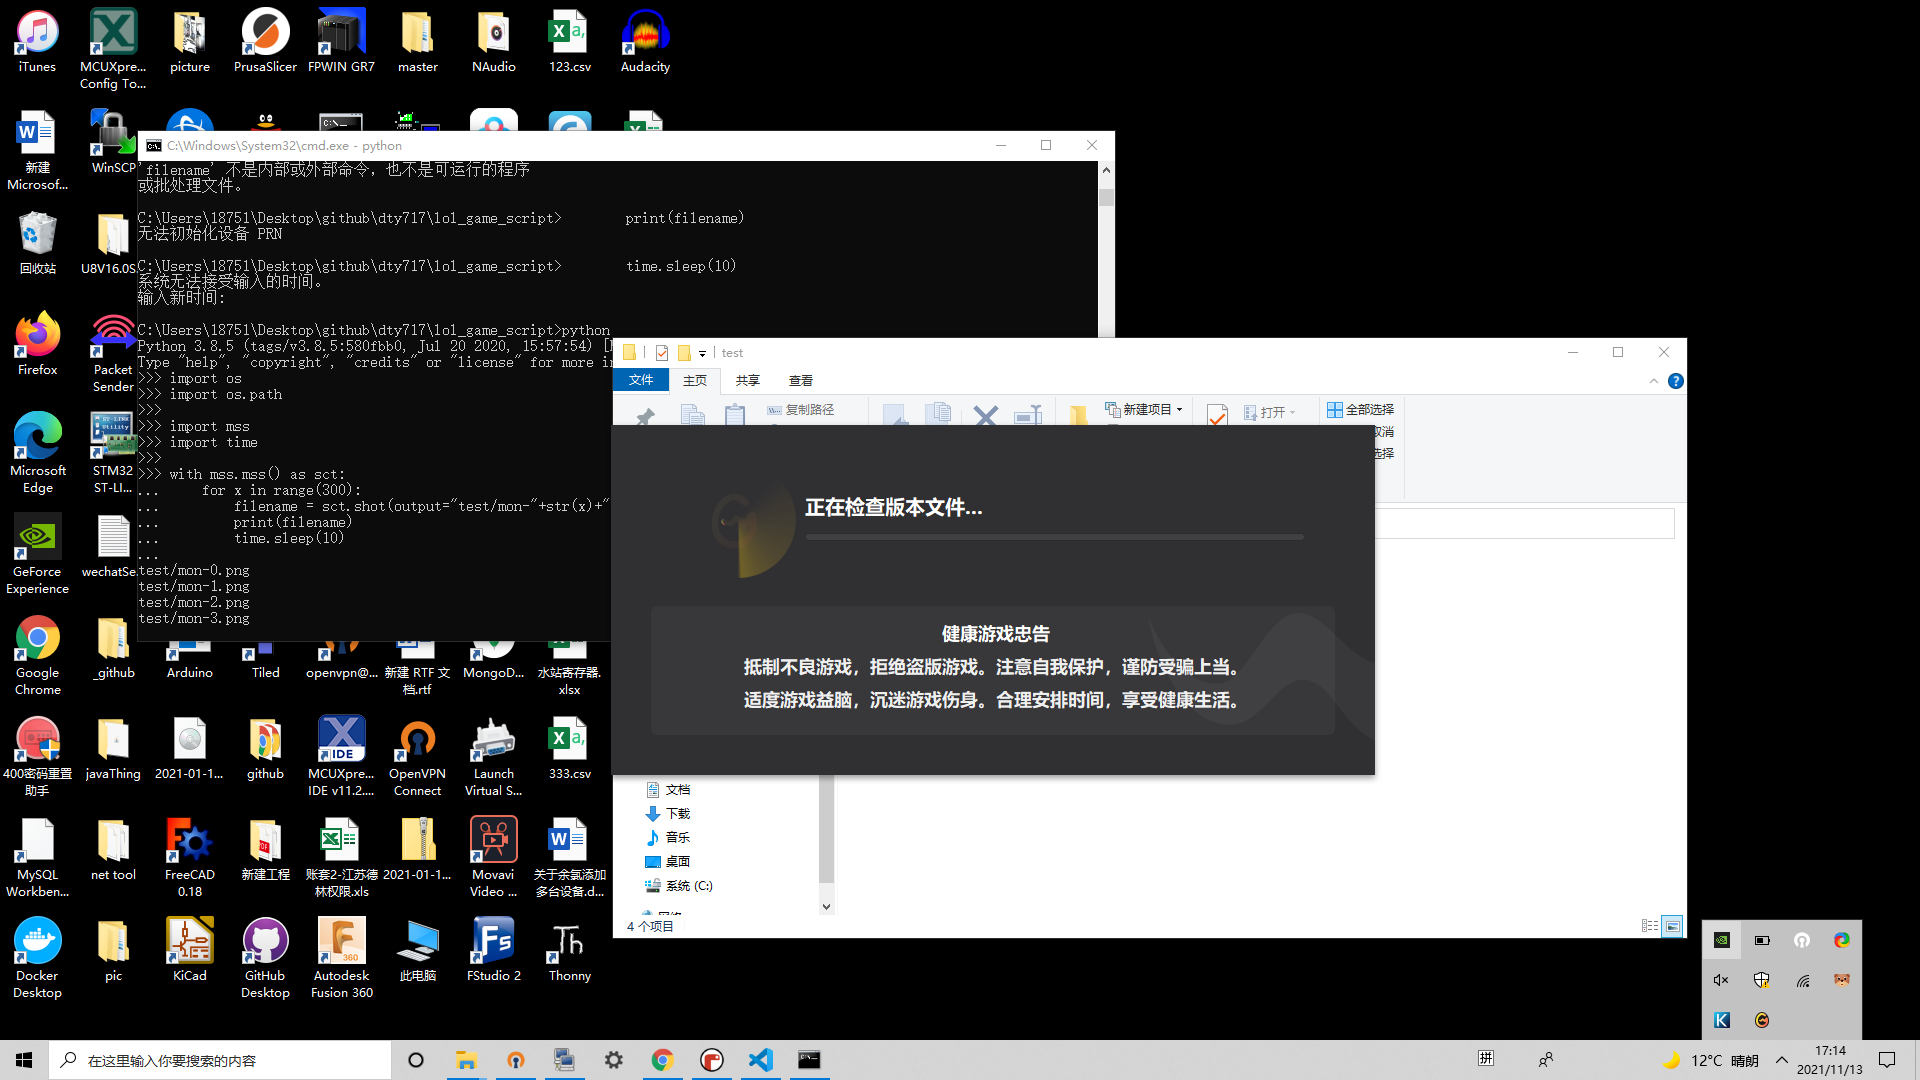 iTunes
MCUXpre...
Config To...
picture
PrusaSlicer
FPWIN GR7
master
NAudio
123.csv
Audacity
新建
Microsof...
WinSCP
回收站
U8V16.0S
Firefox
Packet
Sender
Microsoft
Edge
STM32
ST-LI...
GeForce
Experience
wechatSe
C:\Windows\System32\cmd.exe - python
'filename' 不是内部或外部命令，也不是可运行的程序
或批处理文件。
C:\Users\18751\Desktop\github\dty717\lol_game_script>        print(filename)
无法初始化设备 PRN
C:\Users\18751\Desktop\github\dty717\lol_game_script>        time.sleep(10)
系统无法接受输入的时间。
输入新时间:
C:\Users\18751\Desktop\github\dty717\lol_game_script>python
Python 3.8.5 (tags/v3.8.5:580fbb0, Jul 20 2020, 15:57:54) [
Type "help", "copyright", "credits" or "license" for more i
>>> import os
>>> import os.path
>>>
>>> import mss
>>> import time
>>>
>>> with mss.mss() as sct:
...     for x in range(300):
...         filename = sct.shot(output="test/mon-"+str(x)+"
...         print(filename)
...         time.sleep(10)
...
test/mon-0.png
test/mon-1.png
test/mon-2.png
test/mon-3.png
test
文件
主页
共享
查看
复制路径
新建项目
打开
全部选择
取消
选择
正在检查版本文件...
健康游戏忠告
抵制不良游戏，拒绝盗版游戏。注意自我保护，谨防受骗上当。
适度游戏益脑，沉迷游戏伤身。合理安排时间，享受健康生活。
文档
下载
音乐
桌面
系统 (C:)
网络
4 个项目
Google
Chrome
_github
Arduino
Tiled
openvpn@...
新建 RTF 文
档.rtf
MongoD...
水站寄存器.
xlsx
400密码重置
助手
javaThing
2021-01-1...
github
MCUXpre...
IDE v11.2....
OpenVPN
Connect
Launch
Virtual S...
333.csv
MySQL
Workben...
net tool
FreeCAD
0.18
新建工程
账套2-江苏德
林权限.xls
2021-01-1...
Movavi
Video ...
关于余氯添加
多台设备.d...
Docker
Desktop
pic
KiCad
GitHub
Desktop
Autodesk
Fusion 360
此电脑
FStudio 2
Thonny
在这里输入你要搜索的内容
拼
12°C 晴朗
17:14
2021/11/13